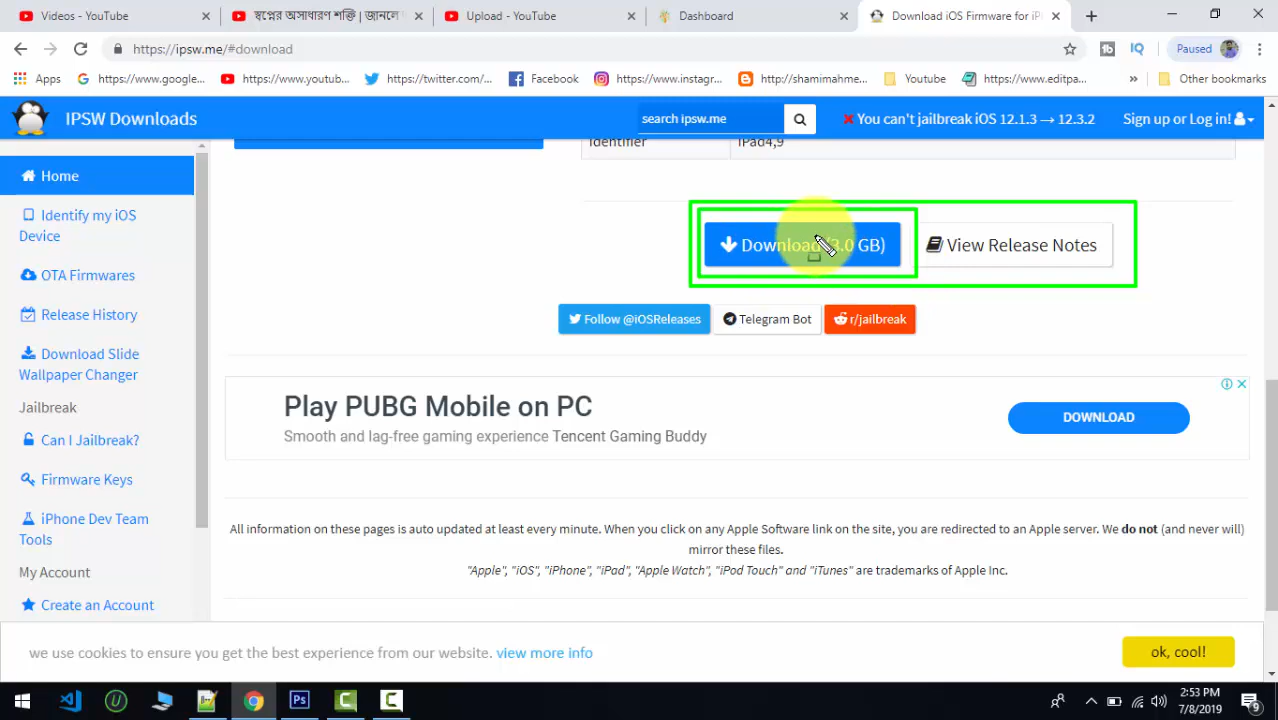 Videos - YouTube
স্বপ্নের অসাধারণ শক্তি | জানলে
Upload - YouTube
Dashboard
Download iOS Firmware for iP
https://ipsw.me/#download
Paused
Apps
https://www.google...
https://www.youtub...
https://twitter.com/...
Facebook
https://www.instagr...
http://shamimahme...
Youtube
https://www.editpa...
»
Other bookmarks
IPSW Downloads
search ipsw.me
You can't jailbreak iOS 12.1.3 → 12.3.2
Sign up or Log in!
Identifier
iPad4,9
Home
Identify my iOS
Device
OTA Firmwares
Release History
Download Slide
Wallpaper Changer
Jailbreak
Can I Jailbreak?
Firmware Keys
iPhone Dev Team
Tools
My Account
Create an Account
Download (3.0 GB)
View Release Notes
Follow @iOSReleases
Telegram Bot
r/jailbreak
Play PUBG Mobile on PC
Smooth and lag-free gaming experience Tencent Gaming Buddy
DOWNLOAD
All information on these pages is auto updated at least every minute. When you click on any Apple Software link on the site, you are redirected to an Apple server. We do not (and never will)
mirror these files.
"Apple", "iOS", "iPhone", "iPad", "Apple Watch", "iPod Touch" and "iTunes" are trademarks of Apple Inc.
we use cookies to ensure you get the best experience from our website. view more info
ok, cool!
Ps
2:53 PM
7/8/2019
9